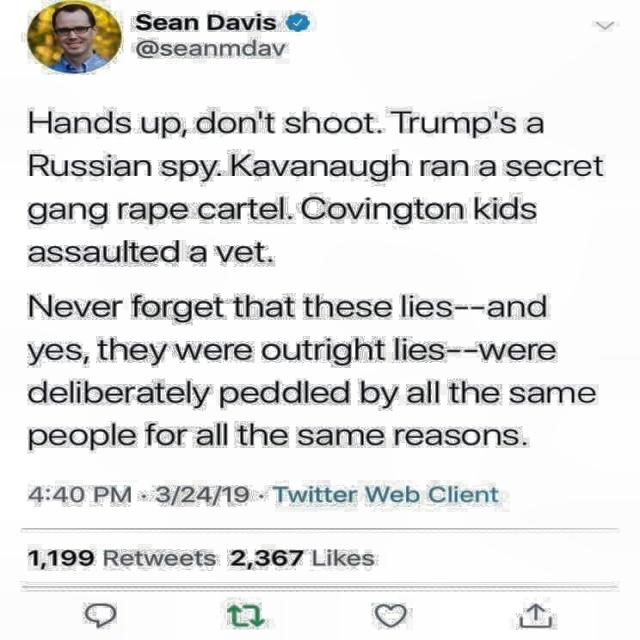 Sean Davis
@seanmdav
Hands up, don't shoot. Trump's a
Russian spy. Kavanaugh ran a secret
gang rape cartel. Covington kids
assaulted a vet.
Never forget that these lies--and
yes, they were outright lies--were
deliberately peddled by all the same
people for all the same reasons.
4:40 PM · 3/24/19 · Twitter Web Client
1,199 Retweets 2,367 Likes